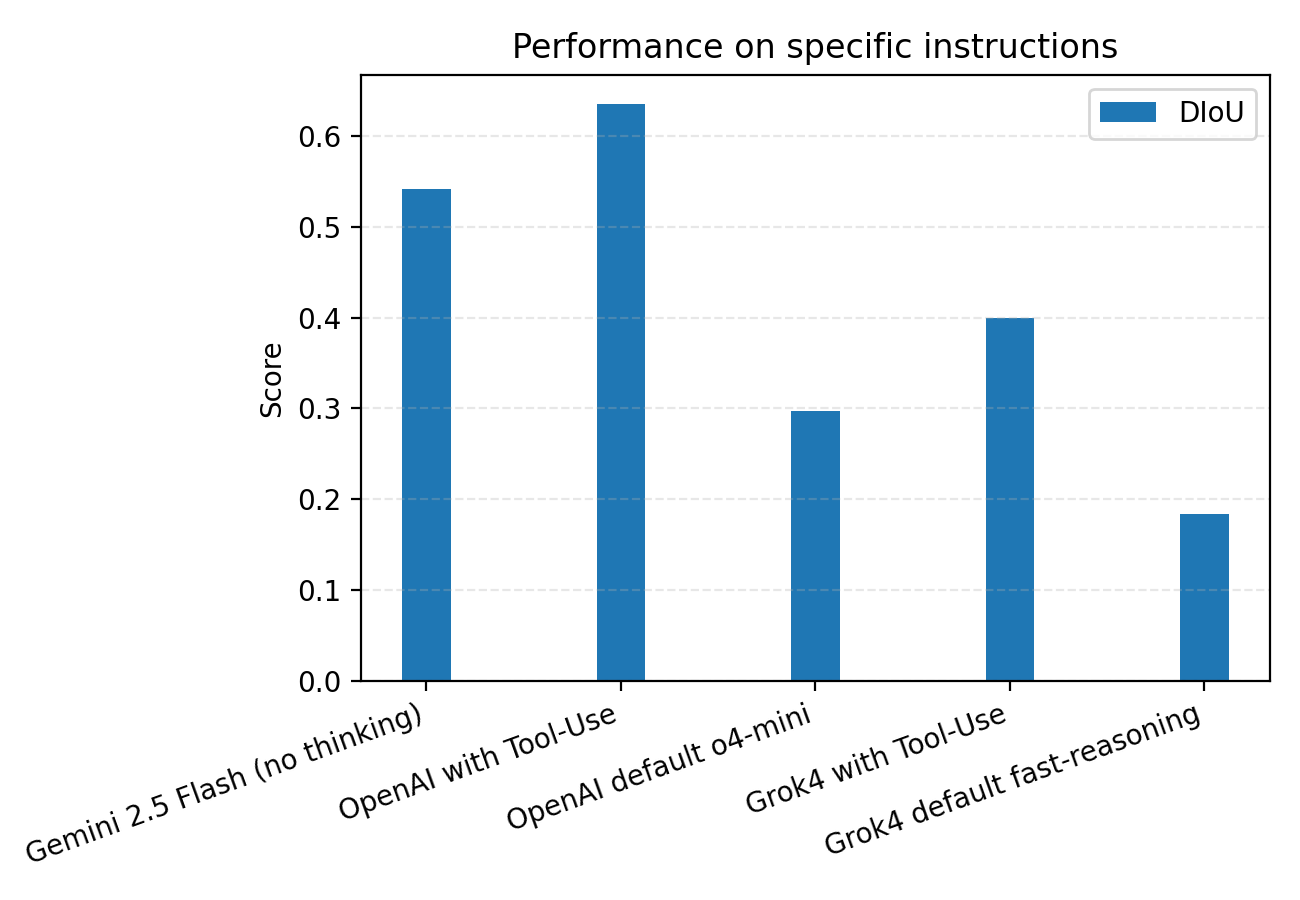 Performance on specific instructions
DIoU
Score
0.6
0.5
0.4
0.3
0.2
0.1
0.0
Gemini 2.5 Flash (no thinking)
OpenAI with Tool-Use
OpenAI default o4-mini
Grok4 with Tool-Use
Grok4 default fast-reasoning